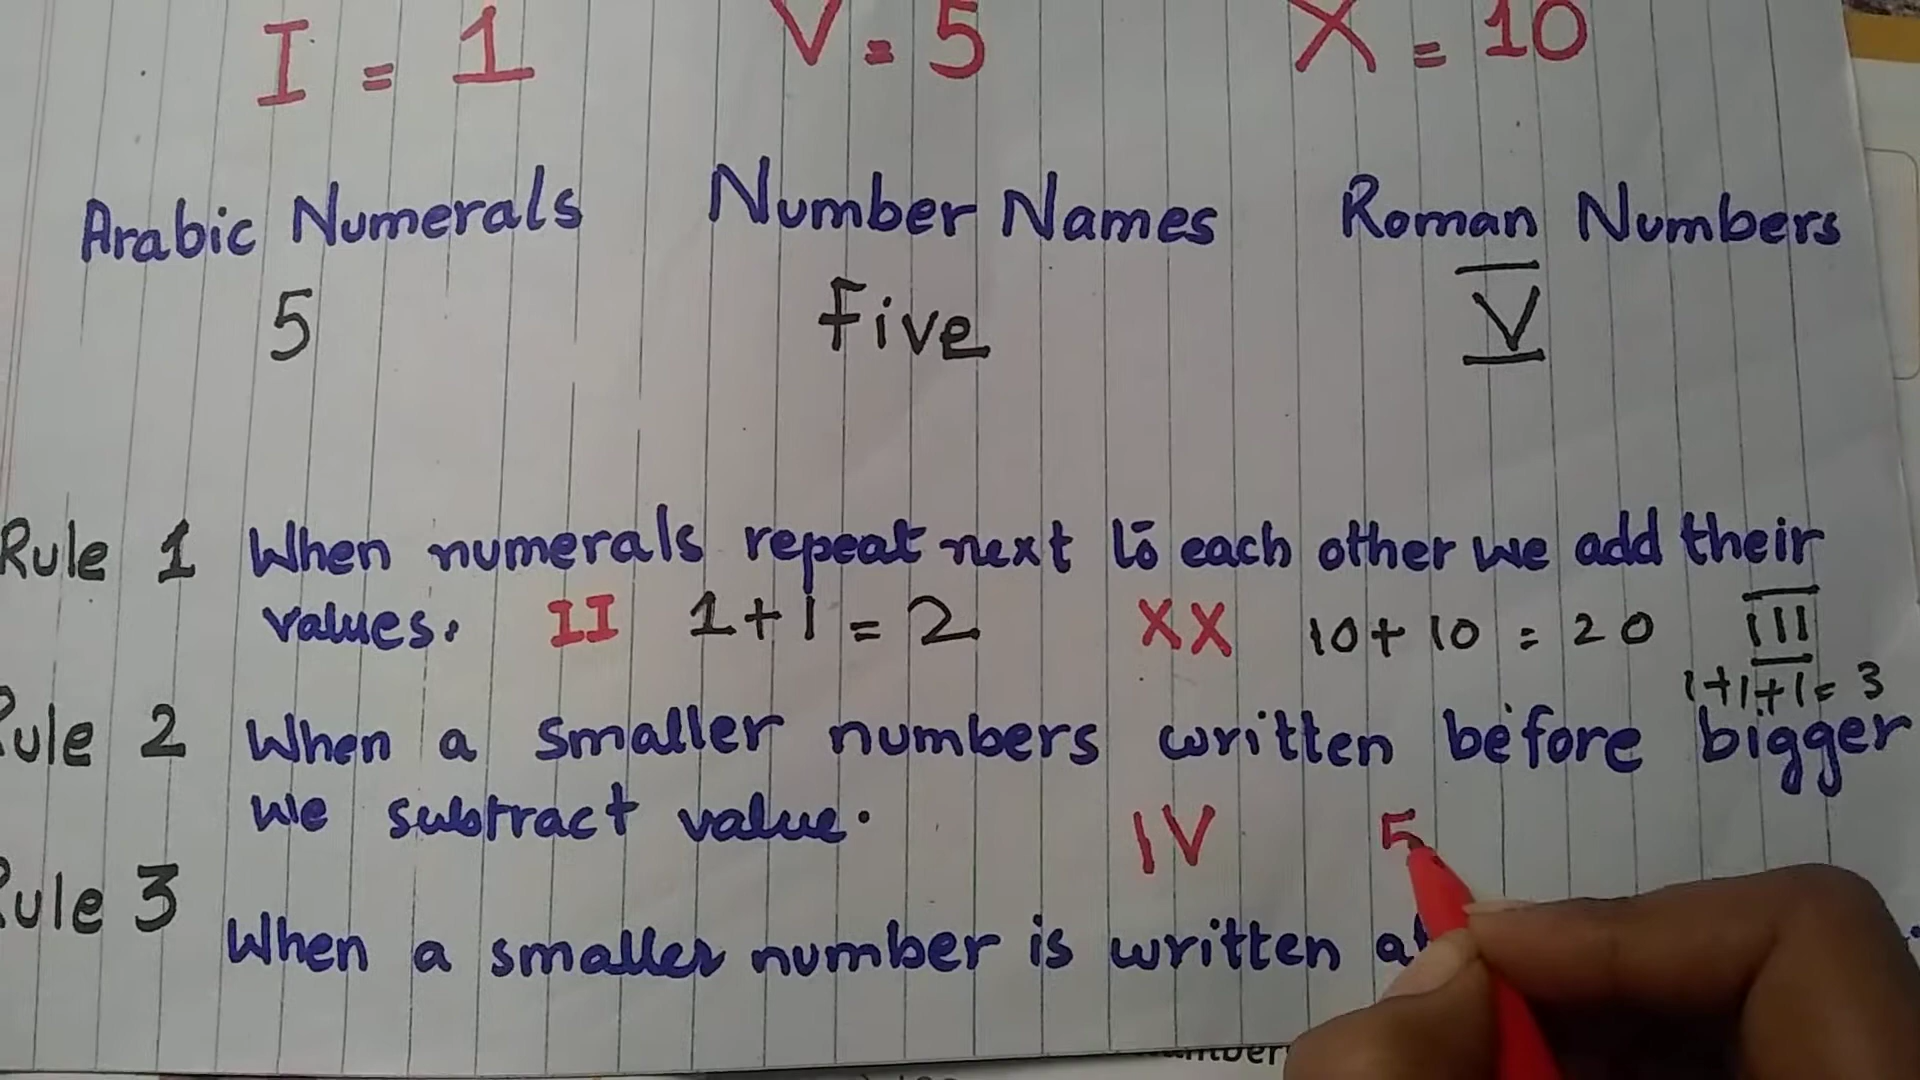 I = 1 V = 5 X = 10
Arabic Numerals Number Names Roman Numbers
5 Five V
Rule 1 When numerals repeat next to each other we add their
values. II 1+1 = 2 XX 10+10 = 20 III
1+1+1= 3
Rule 2 When a smaller numbers written before bigger
we subtract value. IV 5
Rule 3
When a smaller number is written